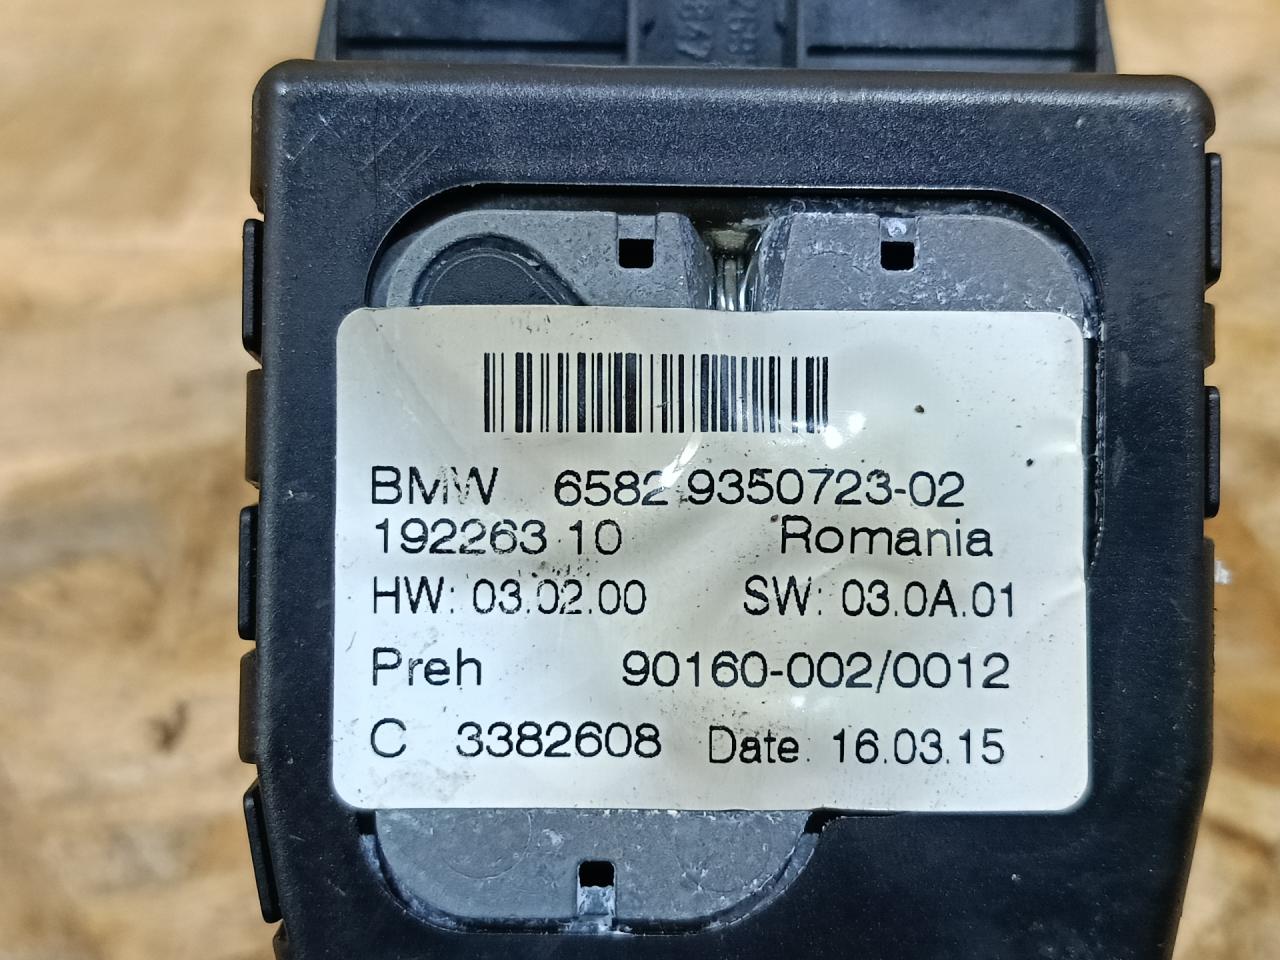 BMW 6582 9350723-02
192263 10 Romania
HW: 03.02.00 SW: 03.0A.01
Preh 90160-002/0012
C 3382608 Date: 16.03.15